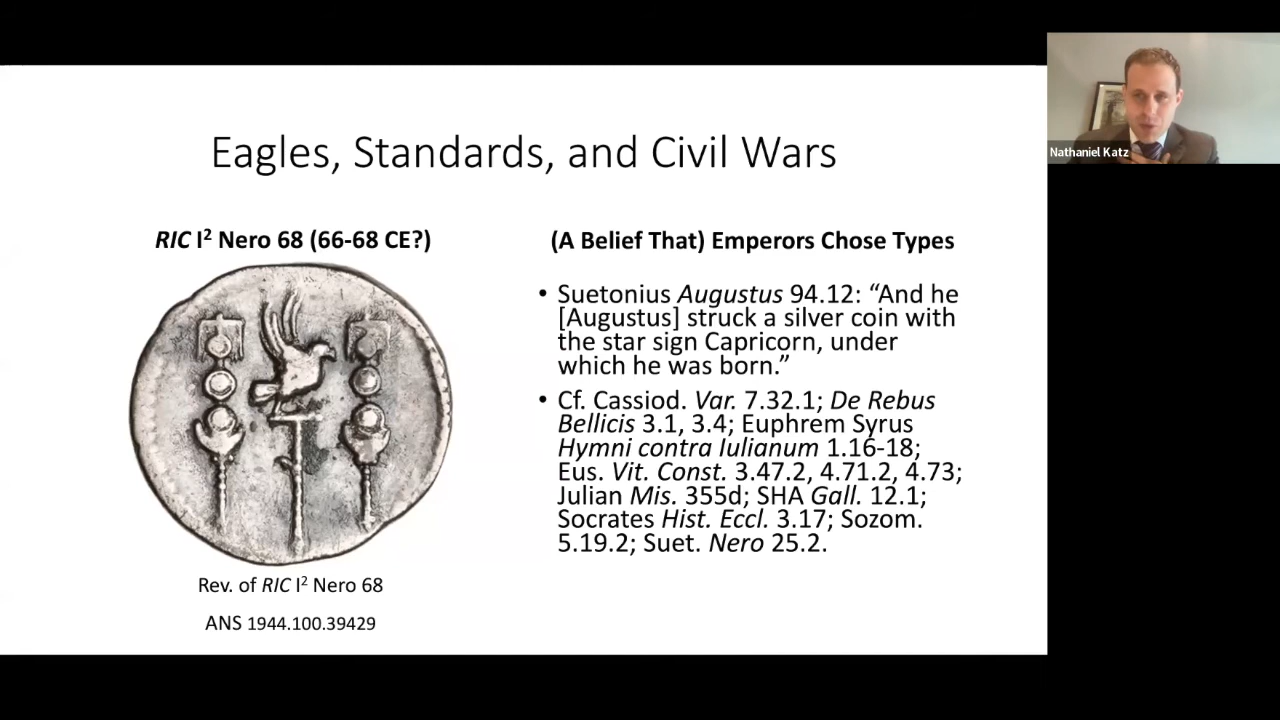 Eagles, Standards, and Civil Wars
RIC I² Nero 68 (66-68 CE?)
Rev. of RIC I² Nero 68
ANS 1944.100.39429
(A Belief That) Emperors Chose Types
• Suetonius Augustus 94.12: “And he
[Augustus] struck a silver coin with
the star sign Capricorn, under
which he was born.”
• Cf. Cassiod. Var. 7.32.1; De Rebus
Bellicis 3.1, 3.4; Euphrem Syrus
Hymni contra Iulianum 1.16-18;
Eus. Vit. Const. 3.47.2, 4.71.2, 4.73;
Julian Mis. 355d; SHA Gall. 12.1;
Socrates Hist. Eccl. 3.17; Sozom.
5.19.2; Suet. Nero 25.2.
Nathaniel Katz